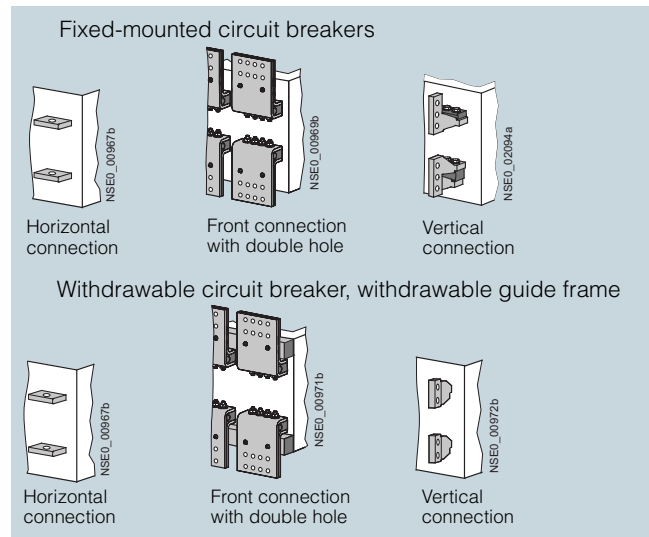 Fixed-mounted circuit breakers
NSE0_00967b
NSE0_00969b
NSE0_02094a
Horizontal
connection
Front connection
with double hole
Vertical
connection
Withdrawable circuit breaker, withdrawable guide frame
NSE0_00967b
NSE0_00971b
NSE0_00972b
Horizontal
connection
Front connection
with double hole
Vertical
connection